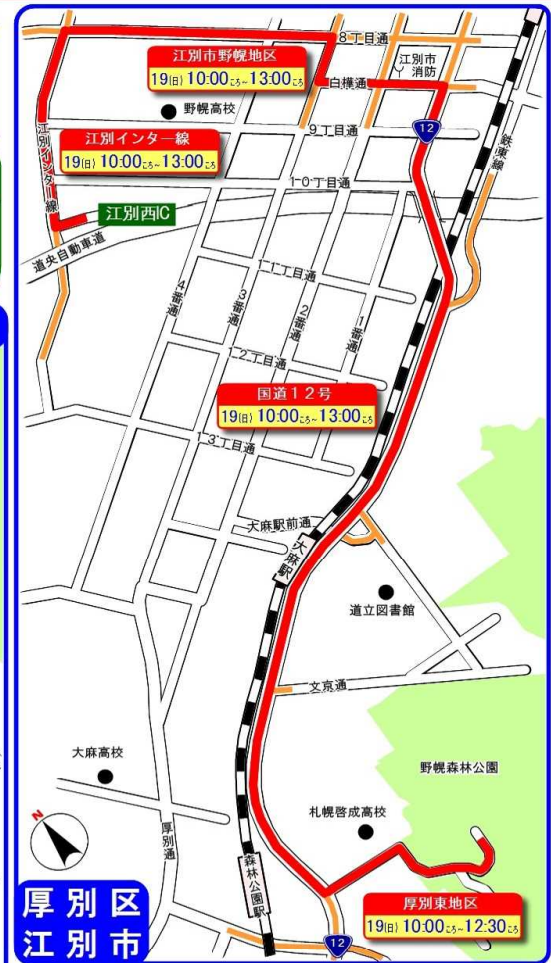 8丁目通
江別市野幌地区
19(日) 10:00ごろ~13:00ごろ
江別市
消防
白樺通
野幌高校
12
9丁目通
鉄東線
江別インター線
19(日) 10:00ごろ~13:00ごろ
江別インター線
10丁目通
江別西IC
道央自動車道
11丁目通
4番通
3番通
2番通
1番通
12丁目通
国道12号
19(日) 10:00ごろ~13:00ごろ
13丁目通
大麻駅前通
大麻駅
道立図書館
文京通
大麻高校
野幌森林公園
札幌啓成高校
N
厚別通
森林公園駅
厚別東地区
19(日) 10:00ごろ~12:30ごろ
厚別区
江別市
12